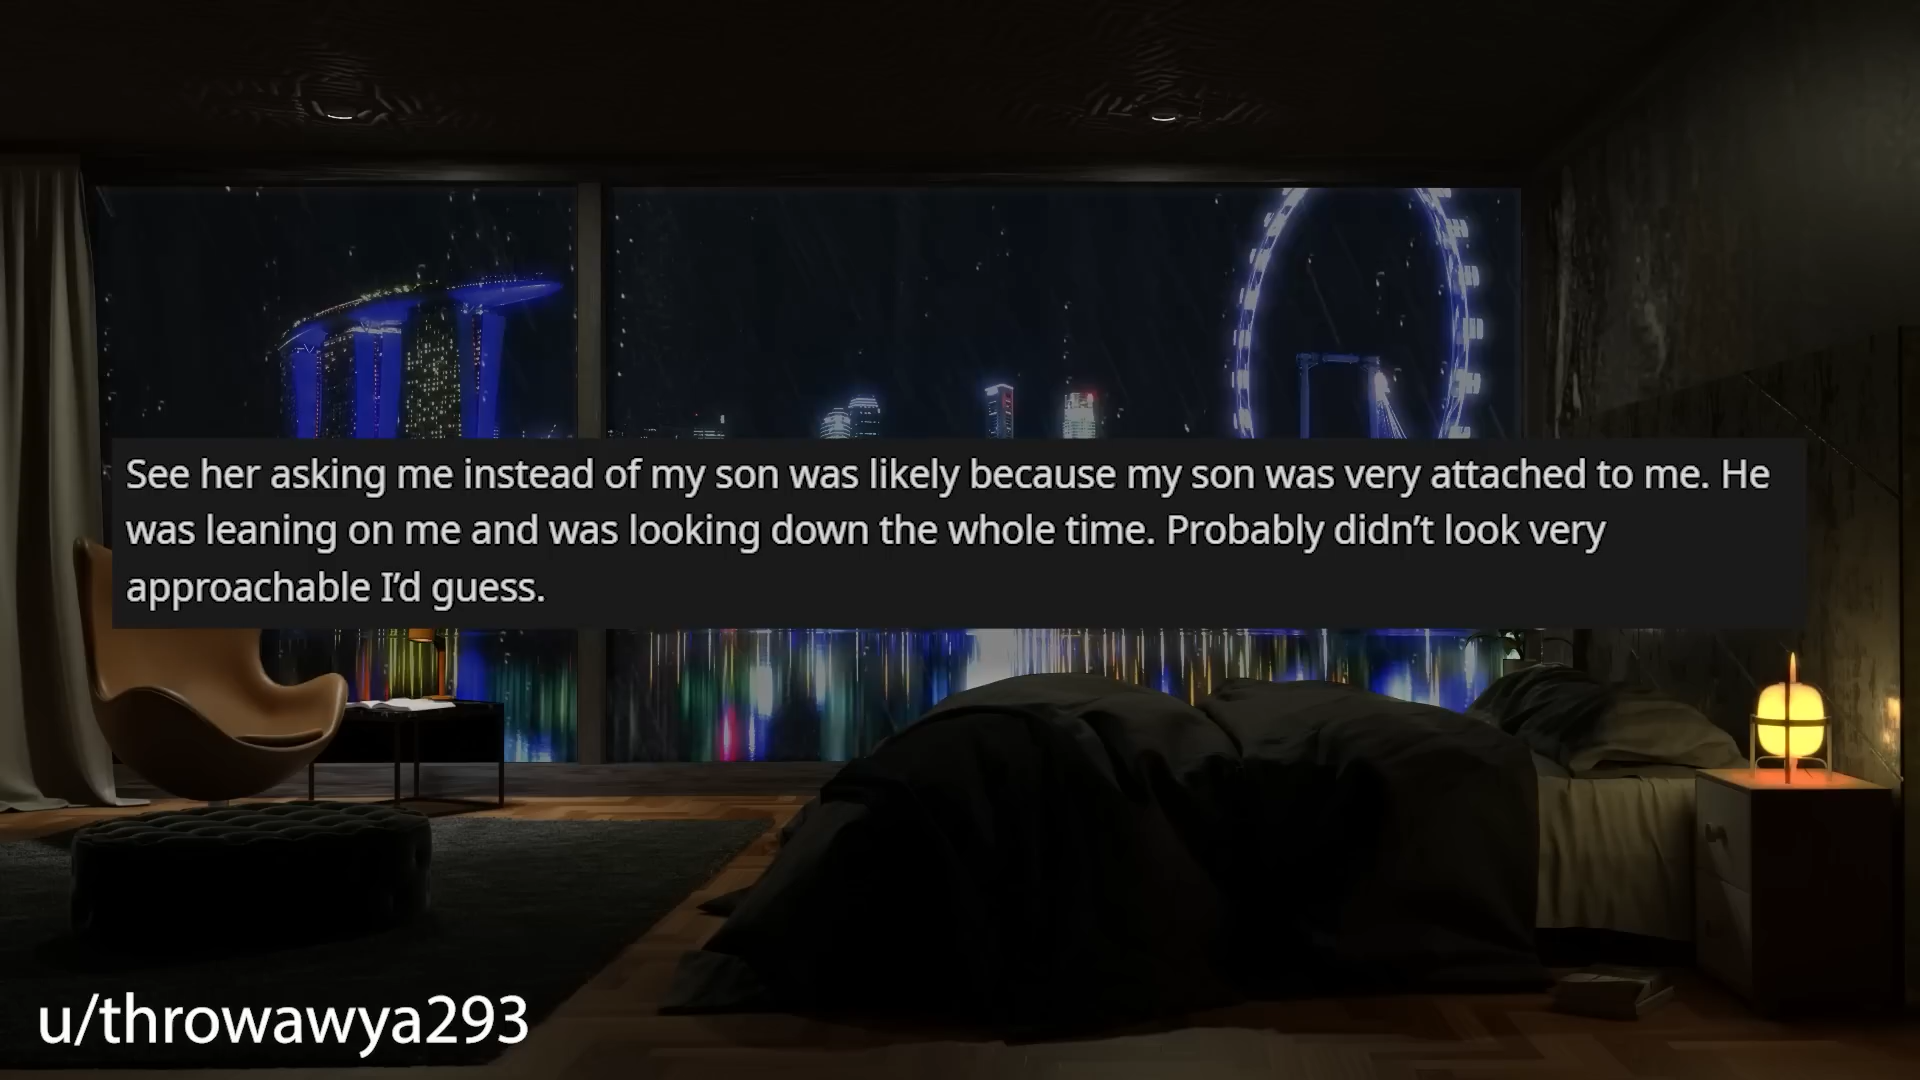 See her asking me instead of my son was likely because my son was very attached to me. He
was leaning on me and was looking down the whole time. Probably didn’t look very
approachable I’d guess.
u/throwawya293